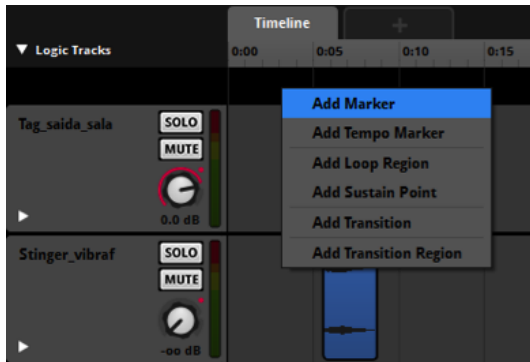 Timeline
+
Logic Tracks
0:00 0:05 0:10 0:15
Add Marker
Add Tempo Marker
Add Loop Region
Add Sustain Point
Add Transition
Add Transition Region
Tag_saida_sala
SOLO
MUTE
0.0 dB
Stinger_vibraf
SOLO
MUTE
-oo dB